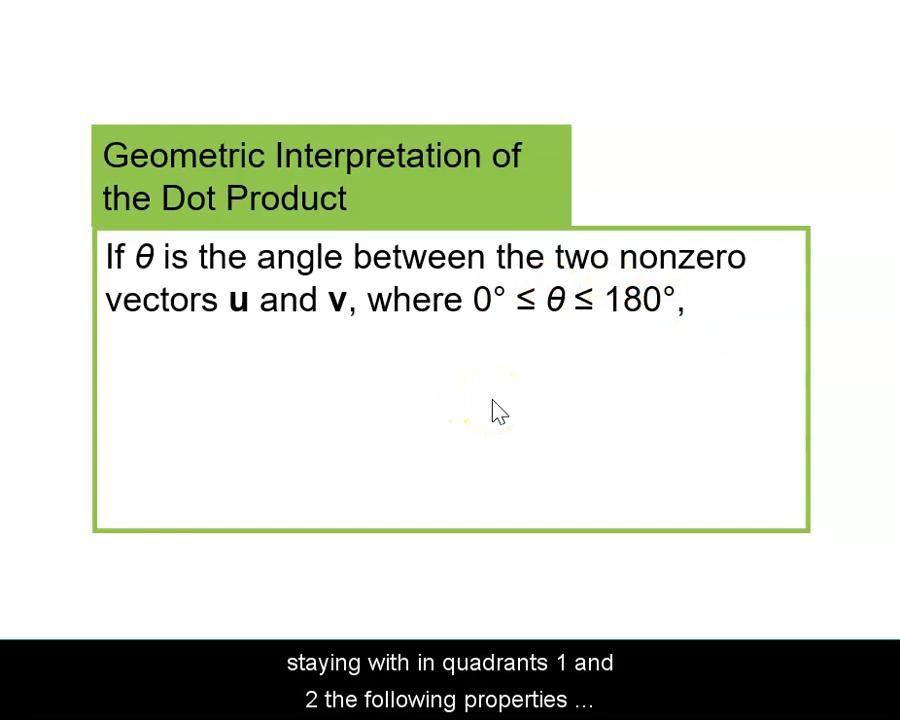 Geometric Interpretation of
the Dot Product
If θ is the angle between the two nonzero
vectors u and v, where 0° ≤ θ ≤ 180°,
staying with in quadrants 1 and
2 the following properties ...